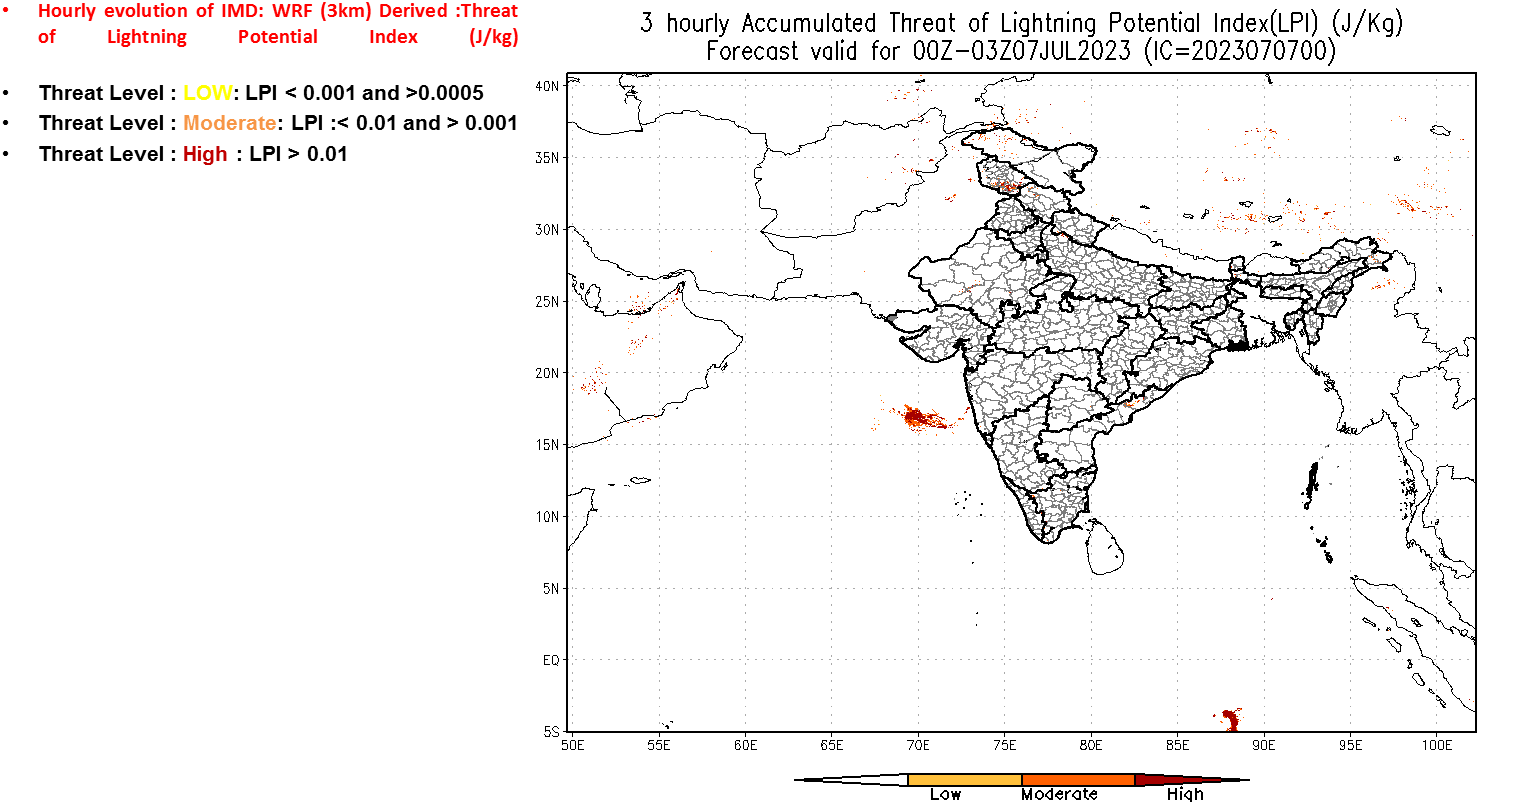 • Hourly evolution of IMD: WRF (3km) Derived :Threat
of Lightning Potential Index (J/kg)
• Threat Level : LOW: LPI < 0.001 and >0.0005
• Threat Level : Moderate: LPI :< 0.01 and > 0.001
• Threat Level : High : LPI > 0.01
3 hourly Accumulated Threat of Lightning Potential Index(LPI) (J/Kg)
Forecast valid for 00Z-03Z07JUL2023 (IC=2023070700)
40N
35N
30N
25N
20N
15N
10N
5N
EQ
5S
50E 55E 60E 65E 70E 75E 80E 85E 90E 95E 100E
Low Moderate High